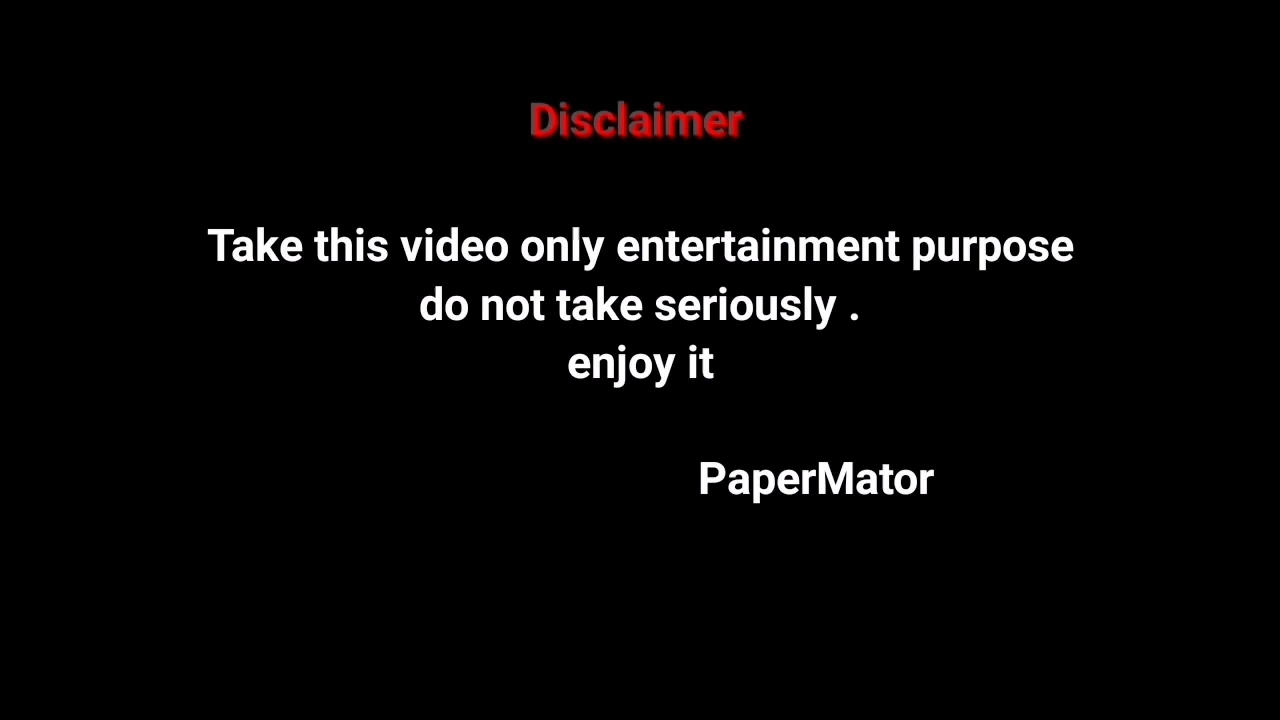 Disclaimer
Take this video only entertainment purpose
do not take seriously .
enjoy it
PaperMator